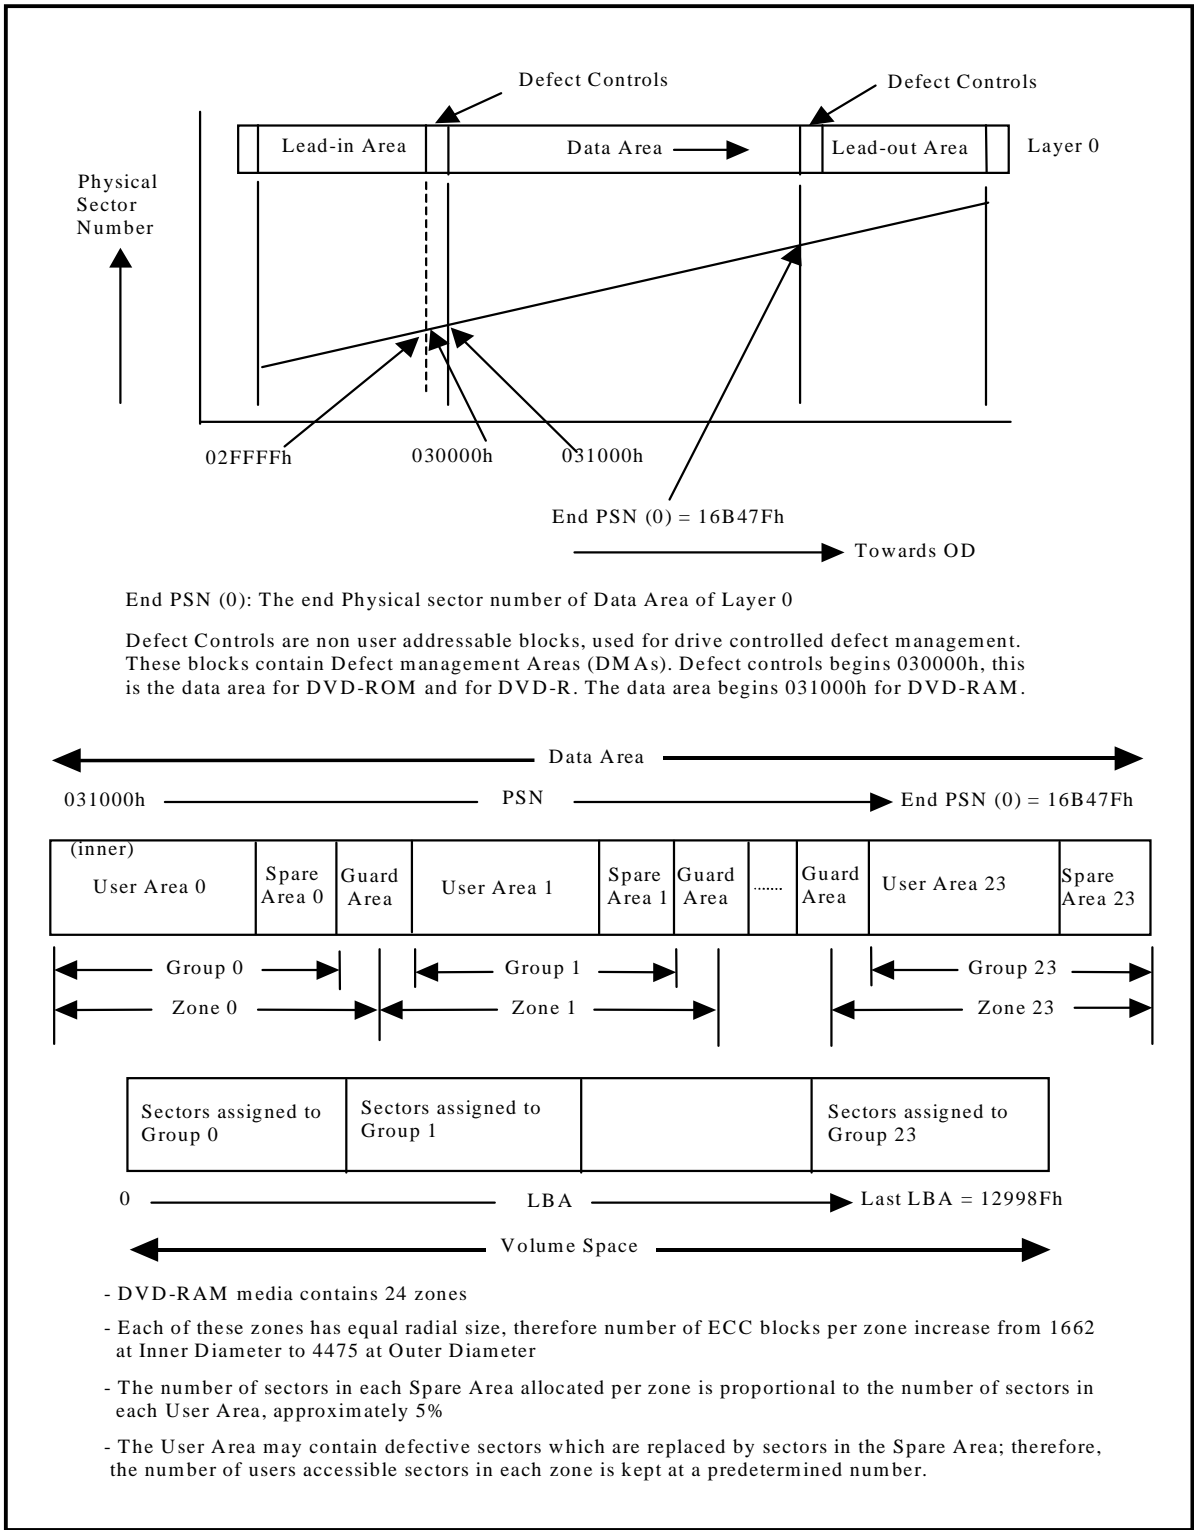 Defect Controls
Defect Controls
Lead-in Area
Data Area
Lead-out Area
Layer 0
Physical
Sector
Number
02FFFFh
030000h
031000h
End PSN (0) = 16B47Fh
Towards OD
End PSN (0): The end Physical sector number of Data Area of Layer 0
Defect Controls are non user addressable blocks, used for drive controlled defect management.
These blocks contain Defect management Areas (DMAs). Defect controls begins 030000h, this
is the data area for DVD-ROM and for DVD-R. The data area begins 031000h for DVD-RAM.
Data Area
031000h
PSN
End PSN (0) = 16B47Fh
(inner)
User Area 0
Spare
Area 0
Guard
Area
User Area 1
Spare
Area 1
Guard
Area
.......
Guard
Area
User Area 23
Spare
Area 23
Group 0
Group 1
Group 23
Zone 0
Zone 1
Zone 23
Sectors assigned to
Group 0
Sectors assigned to
Group 1
Sectors assigned to
Group 23
0
LBA
Last LBA = 12998Fh
Volume Space
- DVD-RAM media contains 24 zones
- Each of these zones has equal radial size, therefore number of ECC blocks per zone increase from 1662
at Inner Diameter to 4475 at Outer Diameter
- The number of sectors in each Spare Area allocated per zone is proportional to the number of sectors in
each User Area, approximately 5%
- The User Area may contain defective sectors which are replaced by sectors in the Spare Area; therefore,
the number of users accessible sectors in each zone is kept at a predetermined number.